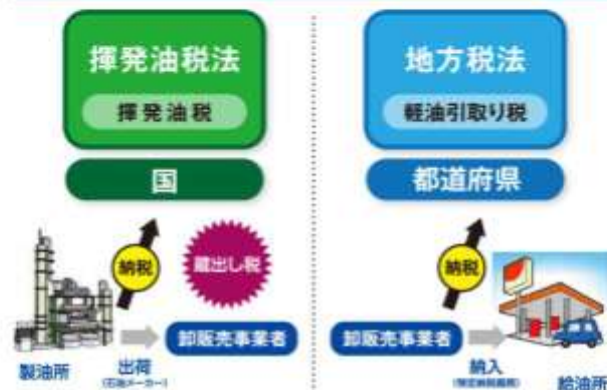 揮発油税法
揮発油税
国
納税
蔵出し税
製油所
出荷
(石油メーカー)
卸販売事業者
地方税法
軽油引取り税
都道府県
納税
卸販売事業者
納入
給油所